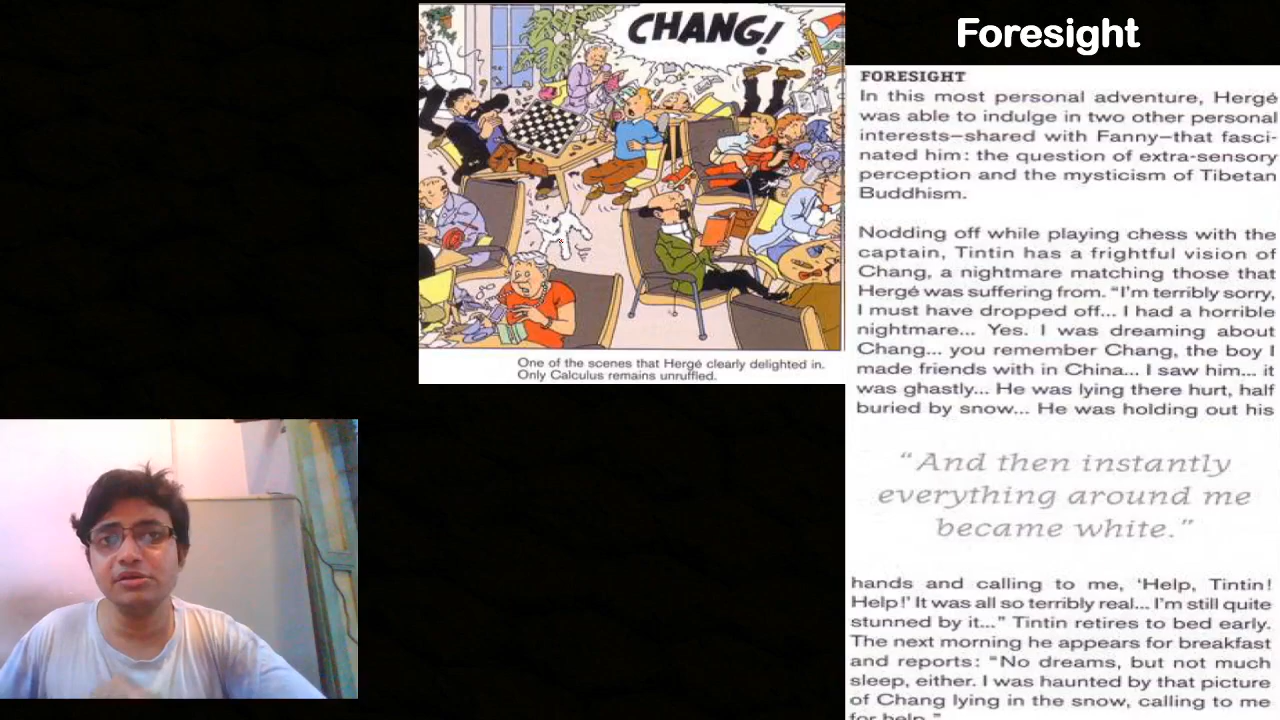 CHANG!
One of the scenes that Hergé clearly delighted in.
Only Calculus remains unruffled.
Foresight
FORESIGHT
In this most personal adventure, Hergé
was able to indulge in two other personal
interests—shared with Fanny—that fasci-
nated him: the question of extra-sensory
perception and the mysticism of Tibetan
Buddhism.
Nodding off while playing chess with the
captain, Tintin has a frightful vision of
Chang, a nightmare matching those that
Hergé was suffering from. “I'm terribly sorry,
I must have dropped off... I had a horrible
nightmare... Yes. I was dreaming about
Chang... you remember Chang, the boy I
made friends with in China... I saw him... it
was ghastly... He was lying there hurt, half
buried by snow... He was holding out his
“And then instantly
everything around me
became white.”
hands and calling to me, ‘Help, Tintin!
Help!’ It was all so terribly real... I'm still quite
stunned by it...” Tintin retires to bed early.
The next morning he appears for breakfast
and reports: “No dreams, but not much
sleep, either. I was haunted by that picture
of Chang lying in the snow, calling to me
for help.”